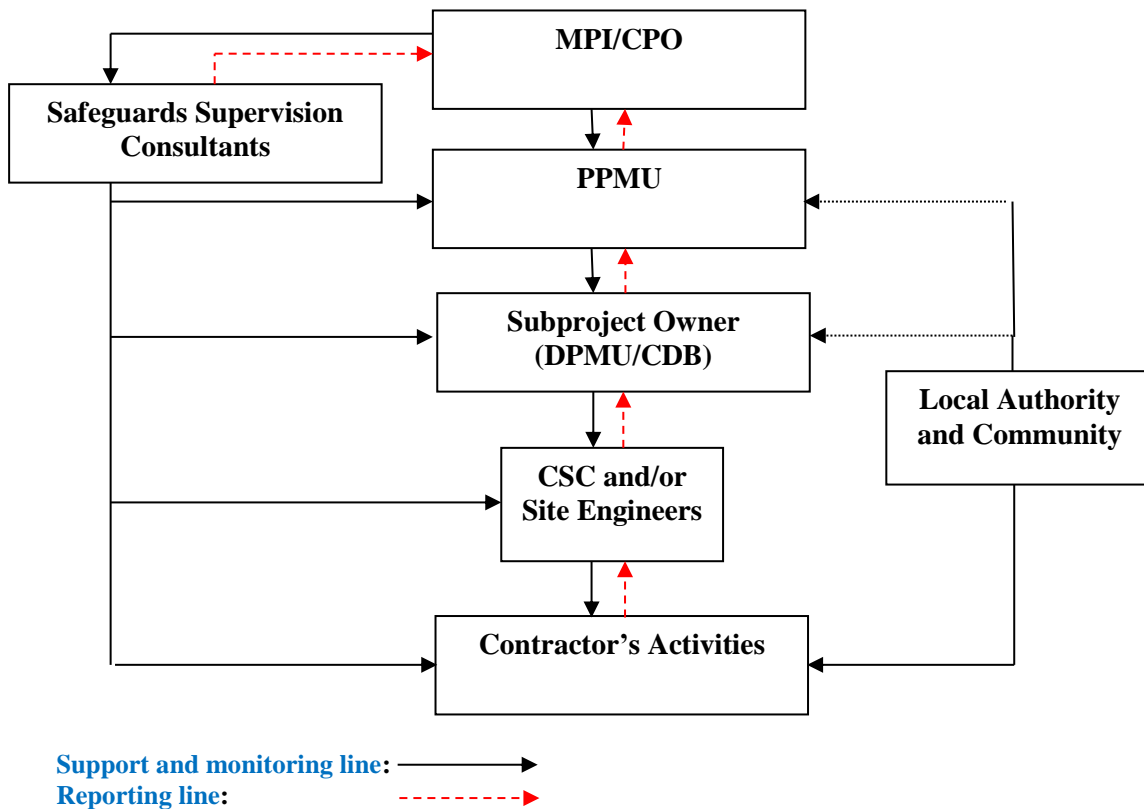 MPI/CPO
Safeguards Supervision
Consultants
PPMU
Subproject Owner
(DPMU/CDB)
Local Authority
and Community
CSC and/or
Site Engineers
Contractor’s Activities
Support and monitoring line:
Reporting line: